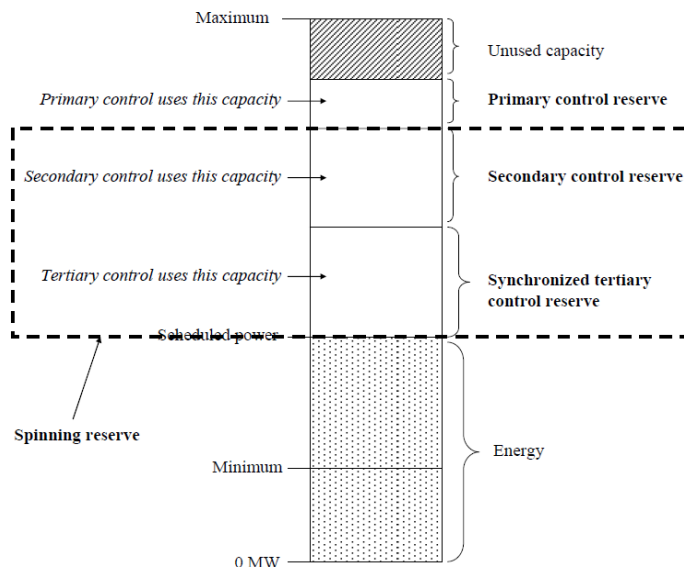 Maximum
Unused capacity
Primary control uses this capacity
Primary control reserve
Secondary control uses this capacity
Secondary control reserve
Tertiary control uses this capacity
Synchronized tertiary
control reserve
Scheduled power
Spinning reserve
Energy
Minimum
0 MW